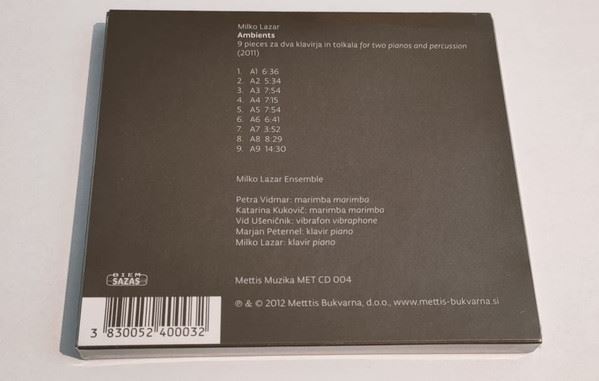 Milko Lazar
Ambients
9 pieces za dva klavirja in tolkala for two pianos and percussion
(2011)
1. A1 6:36
2. A2 5:34
3. A3 7:54
4. A4 7:15
5. A5 7:54
6. A6 6:41
7. A7 3:52
8. A8 8:29
9. A9 14:30
Milko Lazar Ensemble
Petra Vidmar: marimba marimba
Katarina Kukovič: marimba marimba
Vid Ušeničnik: vibrafon vibraphone
Marjan Peternel: klavir piano
Milko Lazar: klavir piano
BIEM
SAZAS
Mettis Muzika MET CD 004
℗ & © 2012 Metttis Bukvarna, d.o.o., www.mettis-bukvarna.si
3 830052 400032